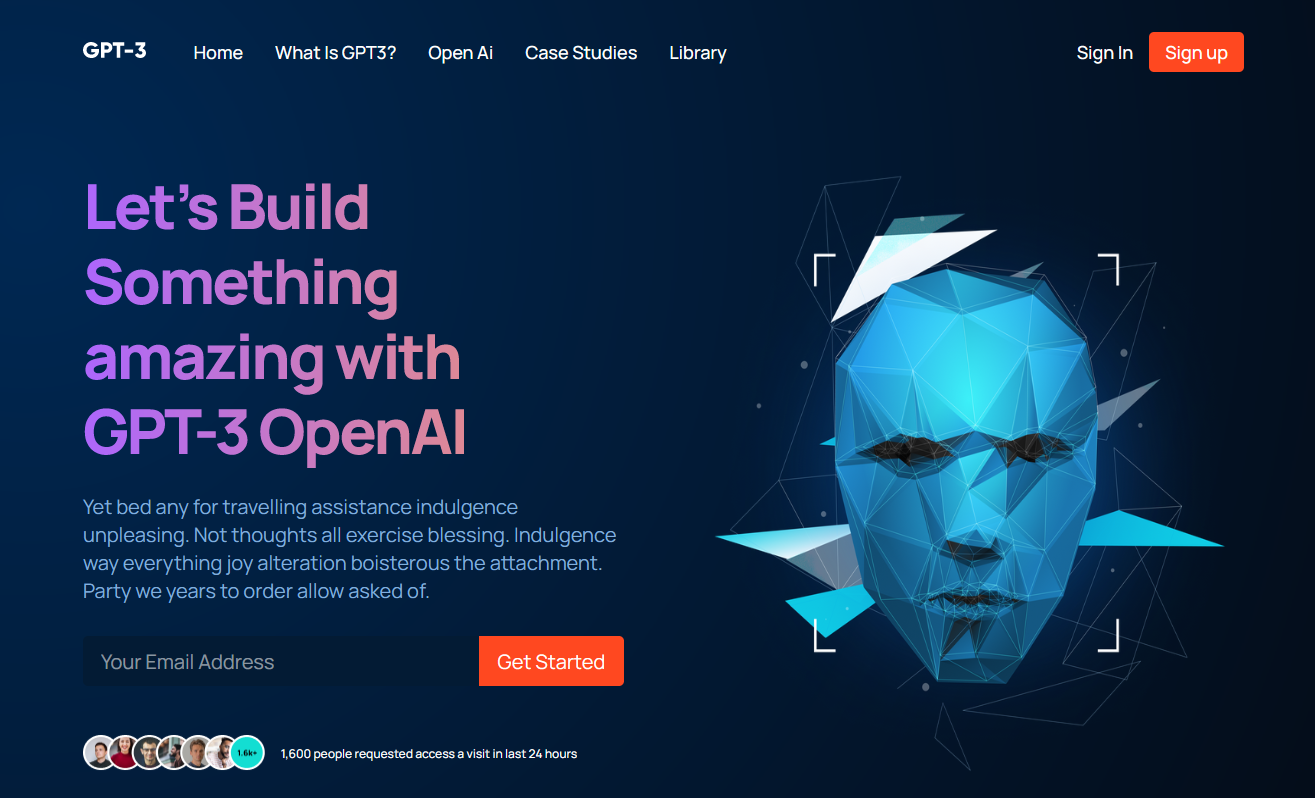 GPT-3 Home What Is GPT3? Open Ai Case Studies Library Sign In Sign up
Let's Build
Something
amazing with
GPT-3 OpenAI
Yet bed any for travelling assistance indulgence
unpleasing. Not thoughts all exercise blessing. Indulgence
way everything joy alteration boisterous the attachment.
Party we years to order allow asked of.
Your Email Address Get Started
1.6k+ 1,600 people requested access a visit in last 24 hours